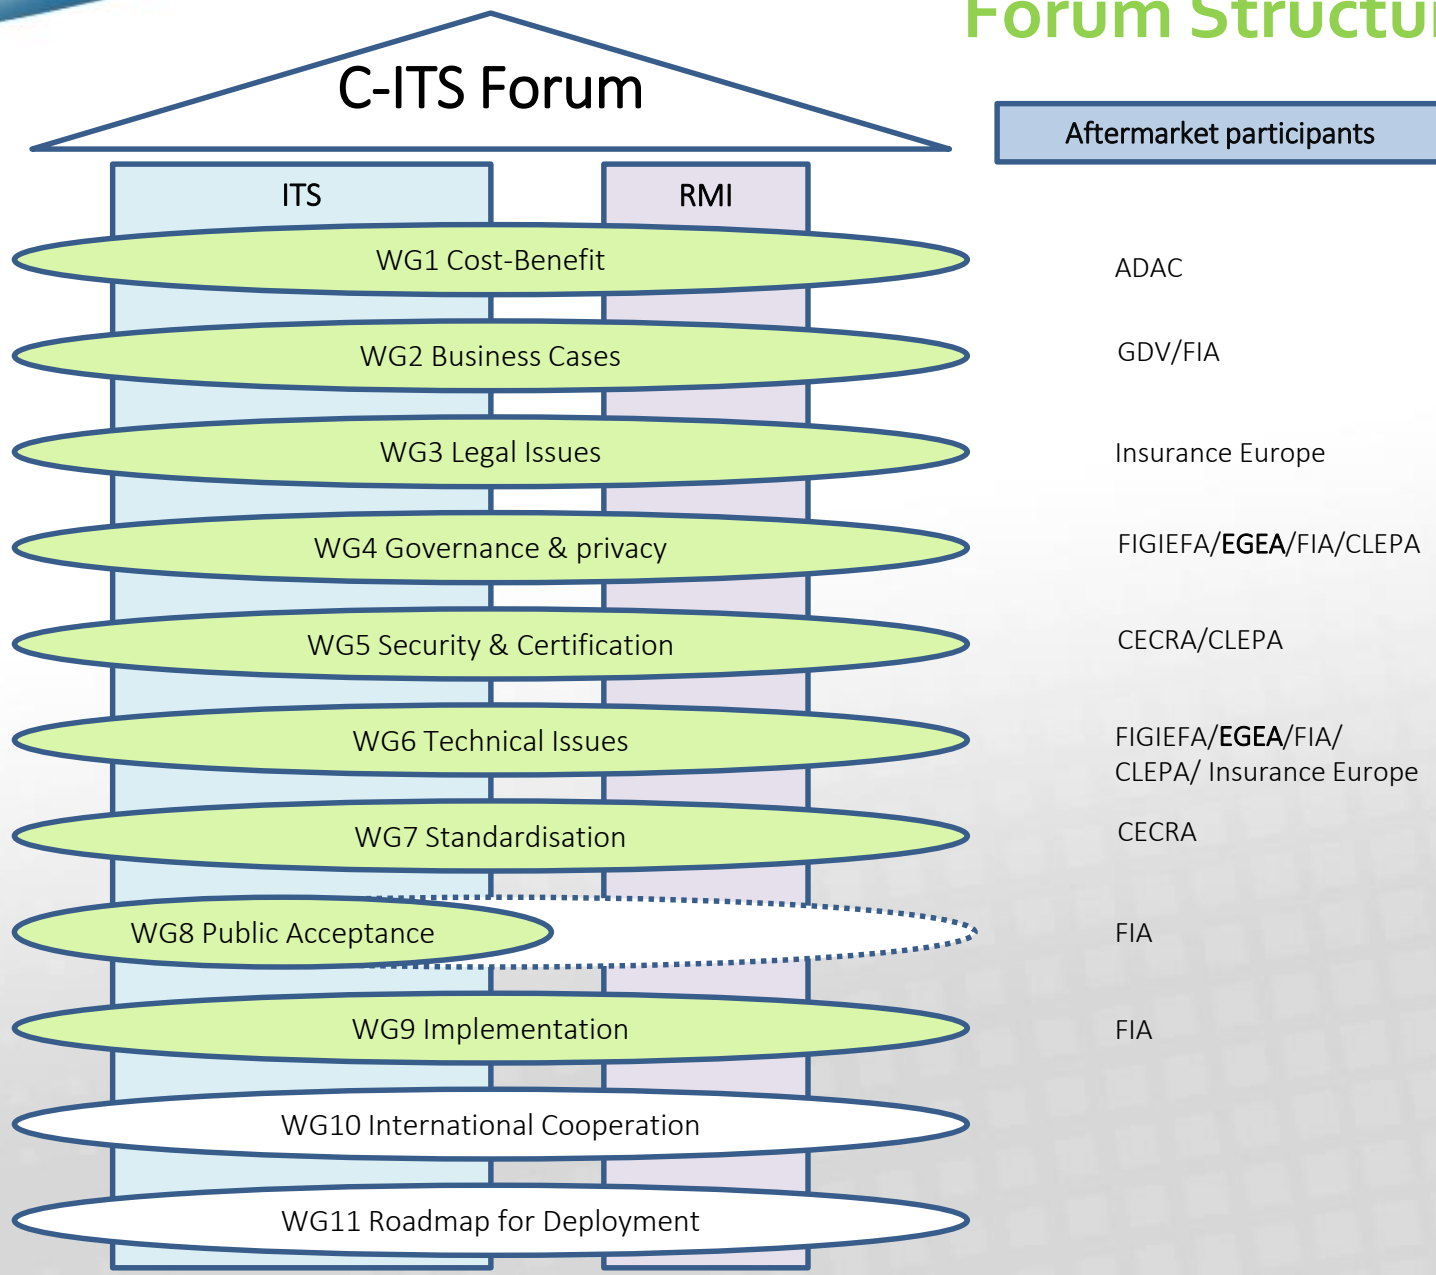 Forum Structur
C-ITS Forum
Aftermarket participants
ITS
RMI
WG1 Cost-Benefit
ADAC
WG2 Business Cases
GDV/FIA
WG3 Legal Issues
Insurance Europe
WG4 Governance & privacy
FIGIEFA/EGEA/FIA/CLEPA
WG5 Security & Certification
CECRA/CLEPA
WG6 Technical Issues
FIGIEFA/EGEA/FIA/
CLEPA/ Insurance Europe
WG7 Standardisation
CECRA
WG8 Public Acceptance
FIA
WG9 Implementation
FIA
WG10 International Cooperation
WG11 Roadmap for Deployment